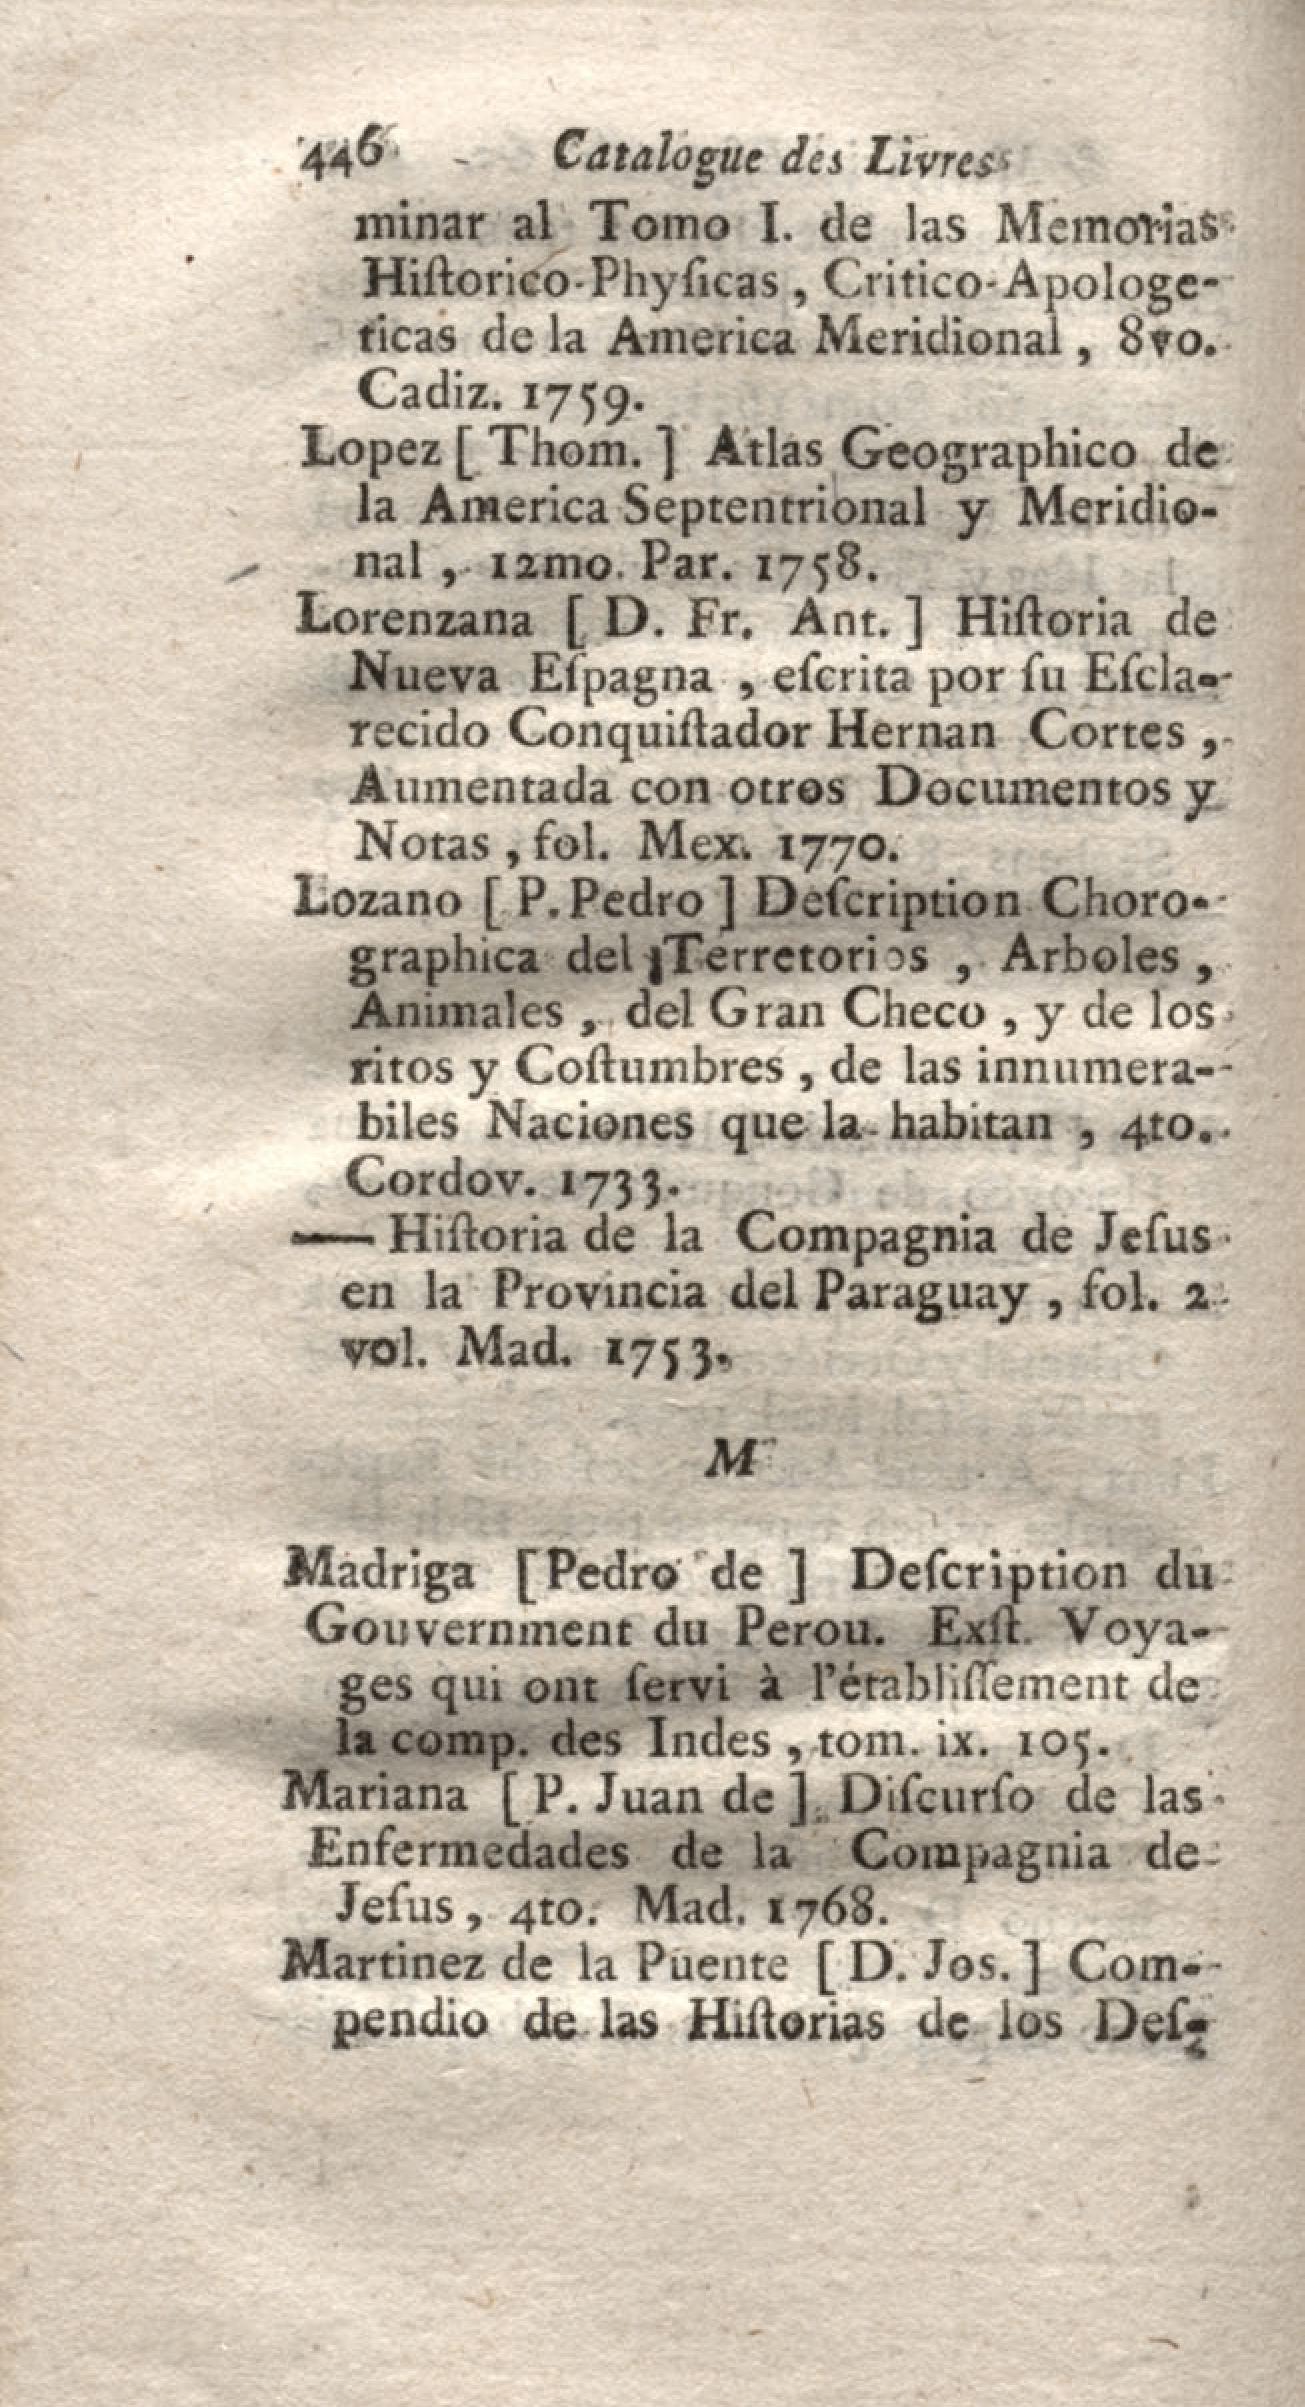 446 Catalogue des Livres
minar al Tomo I. de las Memorias
Hiſtorico-Phyſicas, Critico-Apologe-
ticas de la America Meridional, 8vo.
Cadiz. 1759.
Lopez [ Thom. ] Atlas Geographico de
la America Septentrional y Meridio-
nal, 12mo. Par. 1758.
Lorenzana [ D. Fr. Ant. ] Hiſtoria de
Nueva Eſpagna, eſcrita por ſu Eſcla-
recido Conquiſtador Hernan Cortes,
Aumentada con otros Documentos y
Notas, fol. Mex. 1770.
Lozano [ P. Pedro ] Deſcription Choro-
graphica del Terretorios, Arboles,
Animales, del Gran Checo, y de los
ritos y Coſtumbres, de las innumera-
biles Naciones que la habitan, 4to.
Cordov. 1733.
— Hiſtoria de la Compagnia de Jeſus
en la Provincia del Paraguay, fol. 2
vol. Mad. 1753.
M
Madriga [ Pedro de ] Deſcription du
Gouvernment du Perou. Exſt. Voya-
ges qui ont ſervi à l'établiſſement de
la comp. des Indes, tom. ix. 105.
Mariana [ P. Juan de ] Diſcurſo de las
Enfermedades de la Compagnia de
Jeſus, 4to. Mad. 1768.
Martinez de la Puente [ D. Jos. ] Com-
pendio de las Hiſtorias de los Deſ-